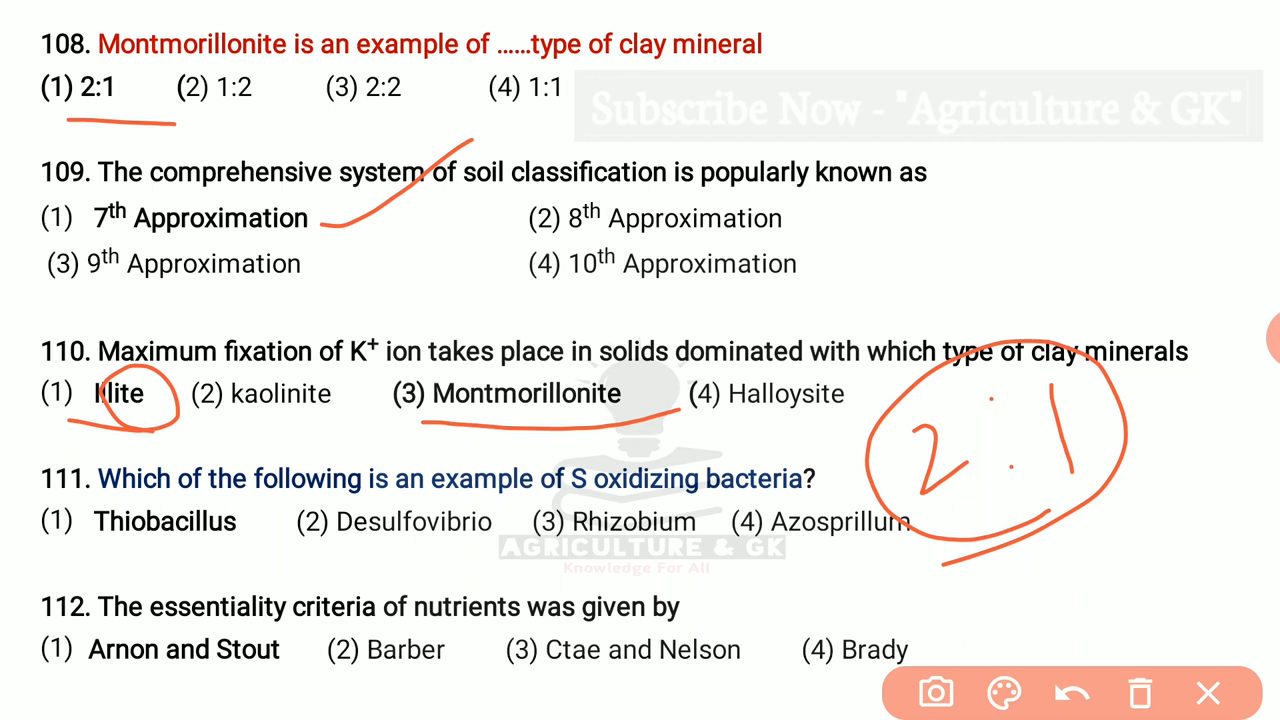 108. Montmorillonite is an example of ......type of clay mineral
(1) 2:1 (2) 1:2 (3) 2:2 (4) 1:1
Subscribe Now - "Agriculture & GK"
109. The comprehensive system of soil classification is popularly known as
(1) 7th Approximation (2) 8th Approximation
(3) 9th Approximation (4) 10th Approximation
110. Maximum fixation of K+ ion takes place in solids dominated with which type of clay minerals
(1) Illite (2) kaolinite (3) Montmorillonite (4) Halloysite
2:1
111. Which of the following is an example of S oxidizing bacteria?
(1) Thiobacillus (2) Desulfovibrio (3) Rhizobium (4) Azosprillum
AGRICULTURE & GK
Knowledge For All
112. The essentiality criteria of nutrients was given by
(1) Arnon and Stout (2) Barber (3) Ctae and Nelson (4) Brady